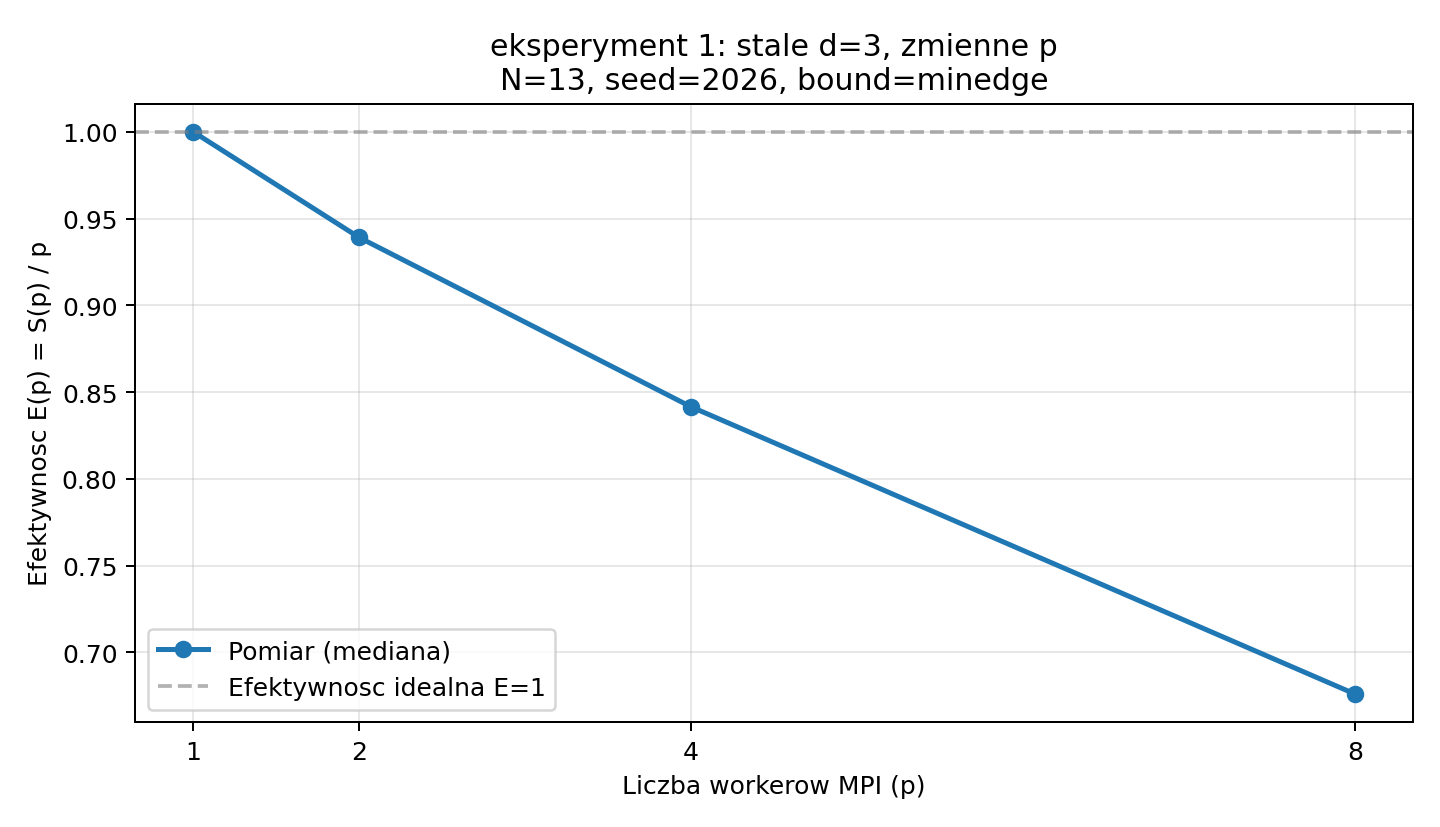 eksperyment 1: stale d=3, zmienne p
N=13, seed=2026, bound=minedge
Efektywnosc E(p) = S(p) / p
1.00
0.95
0.90
0.85
0.80
0.75
0.70
Pomiar (mediana)
Efektywnosc idealna E=1
1 2 4 8
Liczba workerow MPI (p)